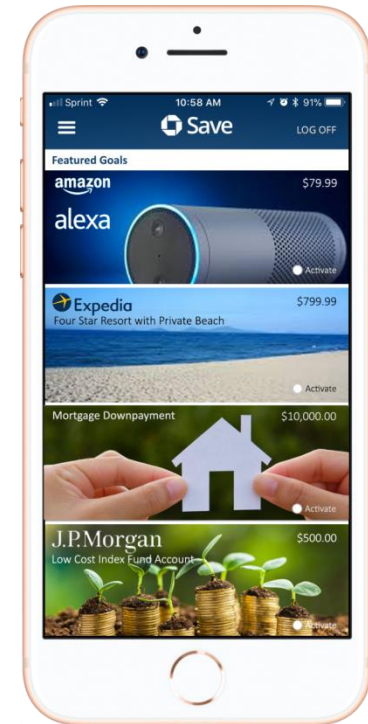 Sprint 10:58 AM 91%
Save LOG OFF
Featured Goals
amazon $79.99
alexa
Activate
Expedia $799.99
Four Star Resort with Private Beach
Activate
Mortgage Downpayment $10,000.00
Activate
J.P.Morgan $500.00
Low Cost Index Fund Account
Activate